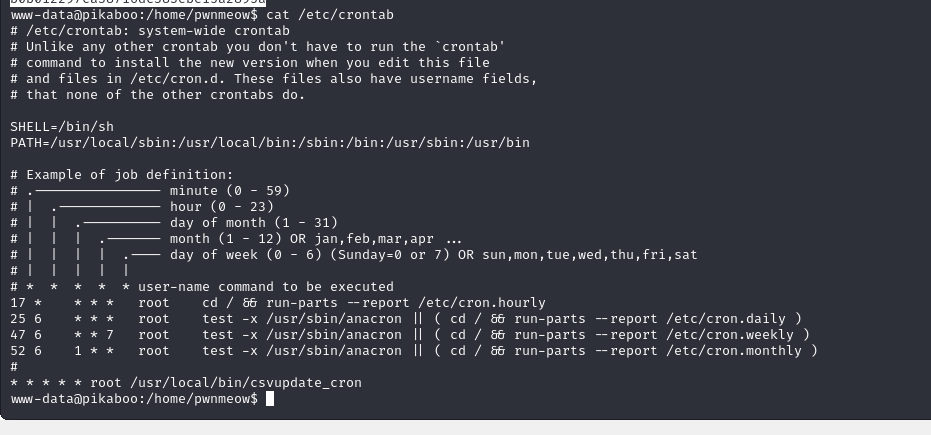 www-data@pikaboo:/home/pwnmeow$ cat /etc/crontab
# /etc/crontab: system-wide crontab
# Unlike any other crontab you don't have to run the `crontab'
# command to install the new version when you edit this file
# and files in /etc/cron.d. These files also have username fields,
# that none of the other crontabs do.
SHELL=/bin/sh
PATH=/usr/local/sbin:/usr/local/bin:/sbin:/bin:/usr/sbin:/usr/bin
# Example of job definition:
# .---------------- minute (0 - 59)
# |  .------------- hour (0 - 23)
# |  |  .---------- day of month (1 - 31)
# |  |  |  .------- month (1 - 12) OR jan,feb,mar,apr ...
# |  |  |  |  .---- day of week (0 - 6) (Sunday=0 or 7) OR sun,mon,tue,wed,thu,fri,sat
# |  |  |  |  |
# *  *  *  *  * user-name command to be executed
17 *    * * *   root    cd / && run-parts --report /etc/cron.hourly
25 6    * * *   root    test -x /usr/sbin/anacron || ( cd / && run-parts --report /etc/cron.daily )
47 6    * * 7   root    test -x /usr/sbin/anacron || ( cd / && run-parts --report /etc/cron.weekly )
52 6    1 * *   root    test -x /usr/sbin/anacron || ( cd / && run-parts --report /etc/cron.monthly )
#
* * * * * root /usr/local/bin/csvupdate_cron
www-data@pikaboo:/home/pwnmeow$